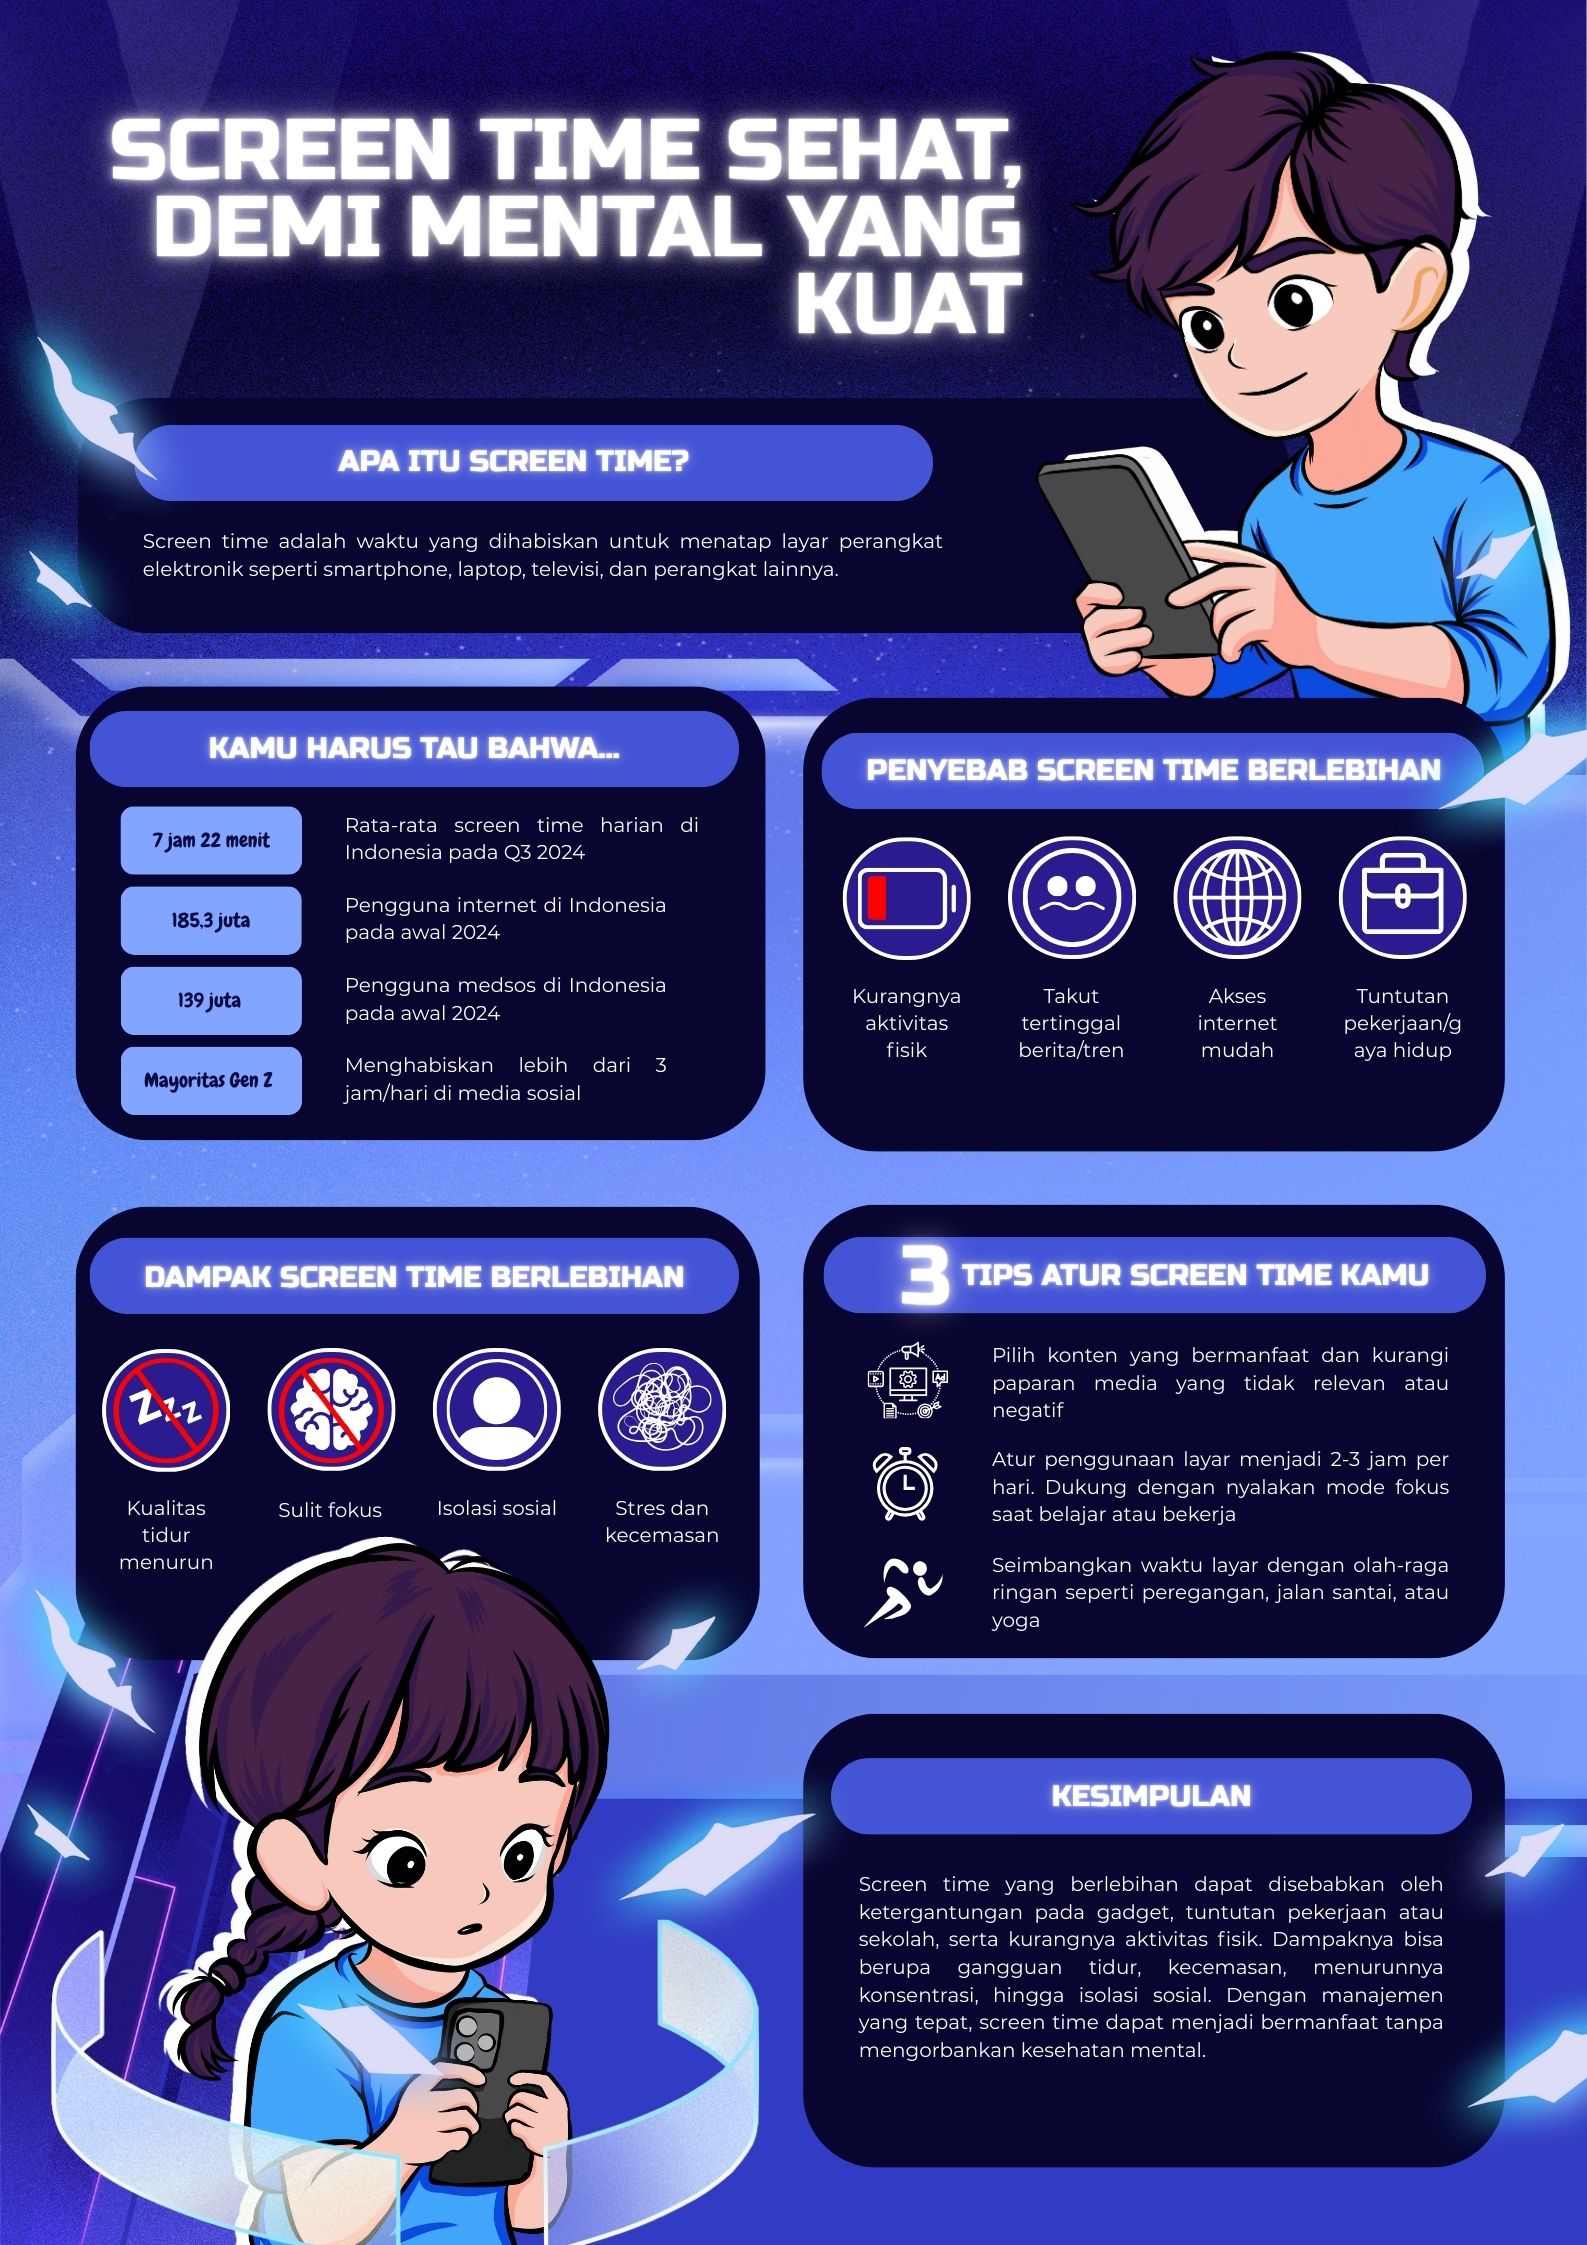 SCREEN TIME SEHAT,
DEMI MENTAL YANG
KUAT
APA ITU SCREEN TIME?
Screen time adalah waktu yang dihabiskan untuk menatap layar perangkat
elektronik seperti smartphone, laptop, televisi, dan perangkat lainnya.
KAMU HARUS TAU BAHWA...
7 jam 22 menit
Rata-rata screen time harian di
Indonesia pada Q3 2024
185,3 juta
Pengguna internet di Indonesia
pada awal 2024
139 juta
Pengguna medsos di Indonesia
pada awal 2024
Mayoritas Gen Z
Menghabiskan lebih dari 3
jam/hari di media sosial
PENYEBAB SCREEN TIME BERLEBIHAN
Kurangnya
aktivitas
fisik
Takut
tertinggal
berita/tren
Akses
internet
mudah
Tuntutan
pekerjaan/g
aya hidup
DAMPAK SCREEN TIME BERLEBIHAN
Zzz
Kualitas
tidur
menurun
Sulit fokus
Isolasi sosial
Stres dan
kecemasan
3 TIPS ATUR SCREEN TIME KAMU
Ad
Pilih konten yang bermanfaat dan kurangi
paparan media yang tidak relevan atau
negatif
Atur penggunaan layar menjadi 2-3 jam per
hari. Dukung dengan nyalakan mode fokus
saat belajar atau bekerja
Seimbangkan waktu layar dengan olah-raga
ringan seperti peregangan, jalan santai, atau
yoga
KESIMPULAN
Screen time yang berlebihan dapat disebabkan oleh
ketergantungan pada gadget, tuntutan pekerjaan atau
sekolah, serta kurangnya aktivitas fisik. Dampaknya bisa
berupa gangguan tidur, kecemasan, menurunnya
konsentrasi, hingga isolasi sosial. Dengan manajemen
yang tepat, screen time dapat menjadi bermanfaat tanpa
mengorbankan kesehatan mental.